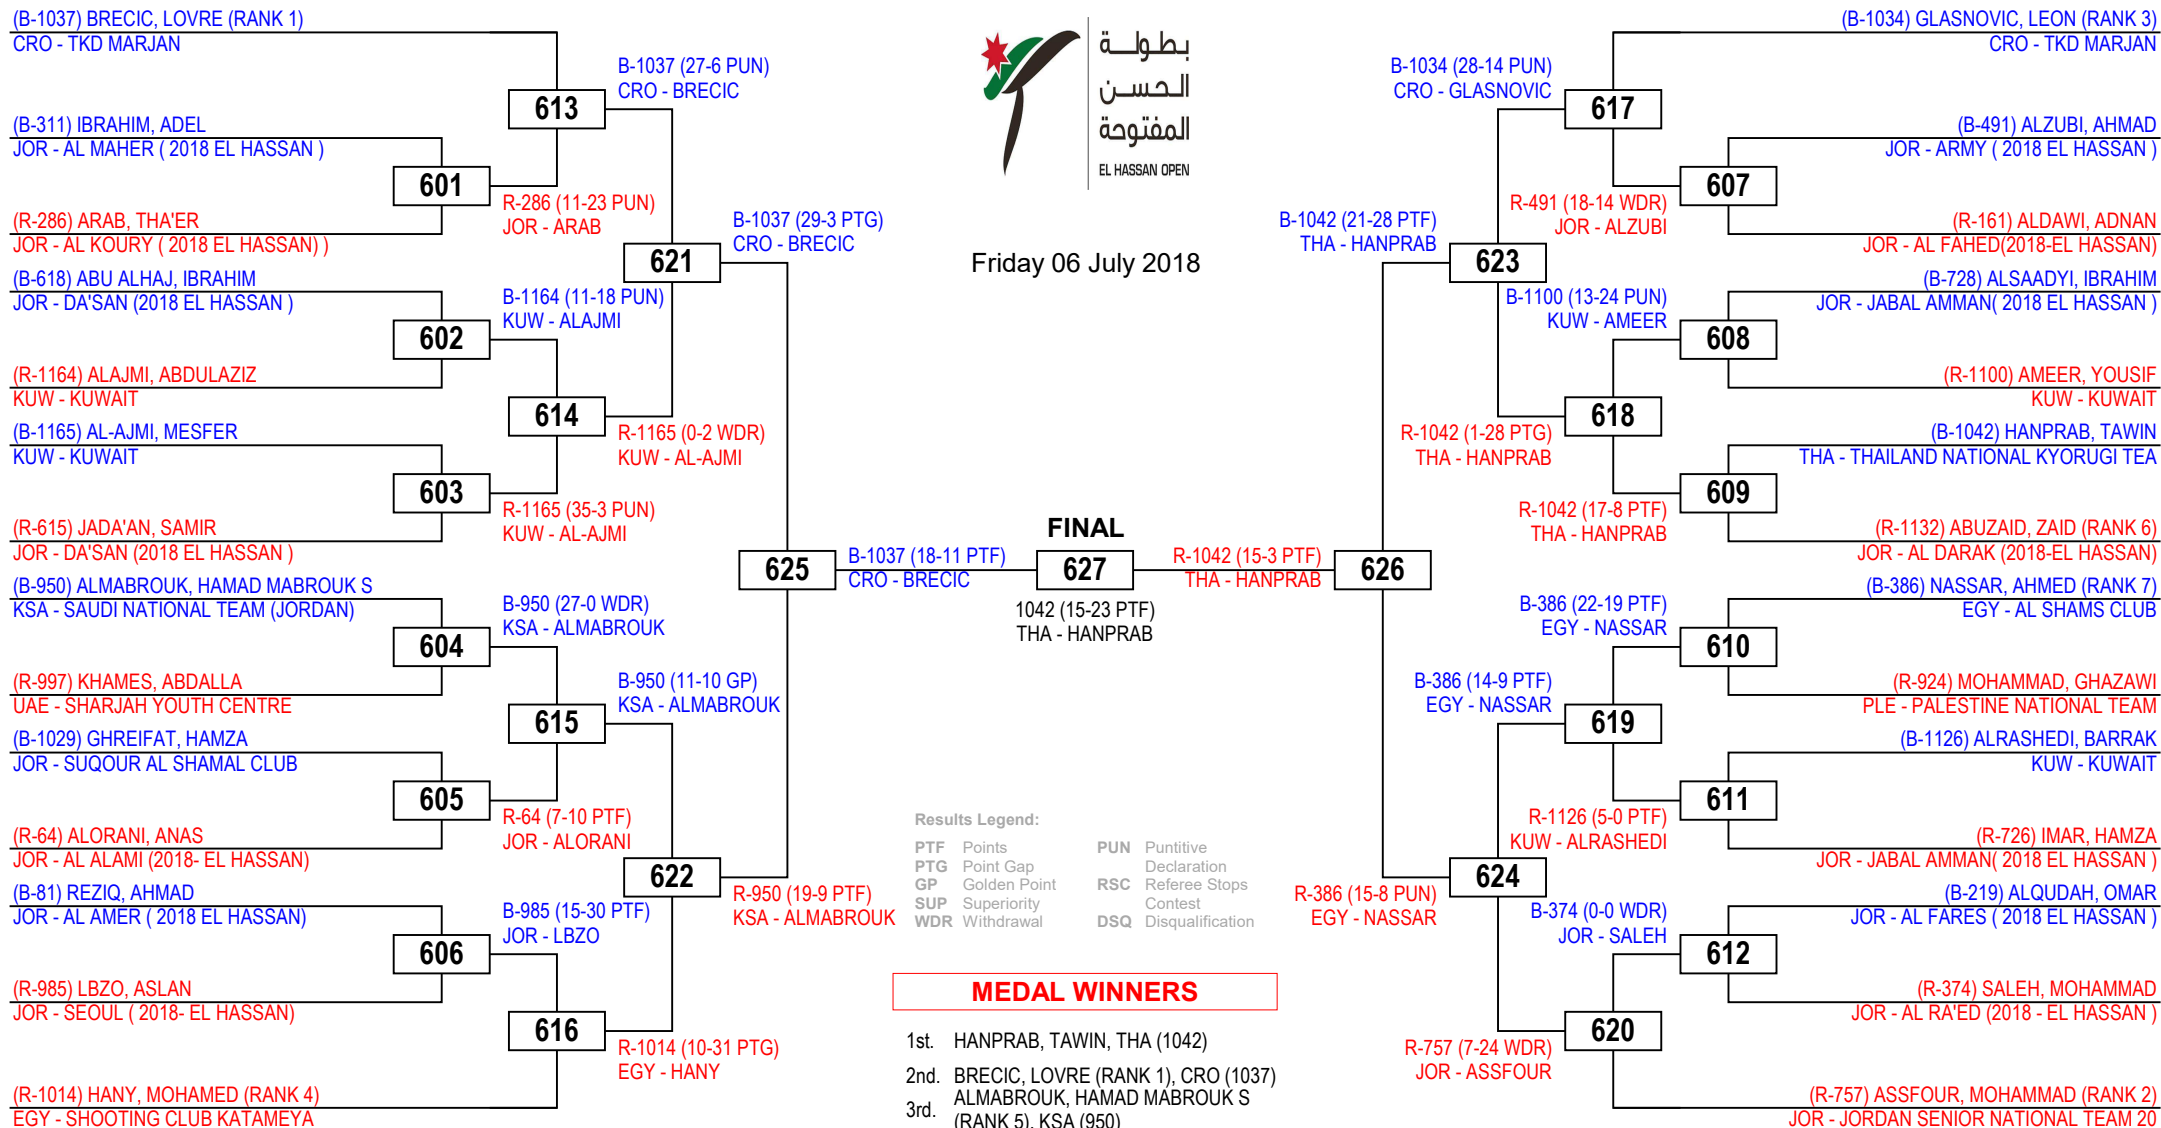 (B-1037) BRECIC, LOVRE (RANK 1)
CRO - TKD MARJAN
(B-311) IBRAHIM, ADEL
JOR - AL MAHER ( 2018 EL HASSAN )
(R-286) ARAB, THA'ER
JOR - AL KOURY ( 2018 EL HASSAN) )
(B-618) ABU ALHAJ, IBRAHIM
JOR - DA'SAN (2018 EL HASSAN )
(R-1164) ALAJMI, ABDULAZIZ
KUW - KUWAIT
(B-1165) AL-AJMI, MESFER
KUW - KUWAIT
(R-615) JADA'AN, SAMIR
JOR - DA'SAN (2018 EL HASSAN )
(B-950) ALMABROUK, HAMAD MABROUK S
KSA - SAUDI NATIONAL TEAM (JORDAN)
(R-997) KHAMES, ABDALLA
UAE - SHARJAH YOUTH CENTRE
(B-1029) GHREIFAT, HAMZA
JOR - SUQOUR AL SHAMAL CLUB
(R-64) ALORANI, ANAS
JOR - AL ALAMI (2018- EL HASSAN)
(B-81) REZIQ, AHMAD
JOR - AL AMER ( 2018 EL HASSAN)
(R-985) LBZO, ASLAN
JOR - SEOUL ( 2018- EL HASSAN)
(R-1014) HANY, MOHAMED (RANK 4)
EGY - SHOOTING CLUB KATAMEYA
601
602
603
604
605
606
613
R-286 (11-23 PUN)
JOR - ARAB
B-1164 (11-18 PUN)
KUW - ALAJMI
614
R-1165 (35-3 PUN)
KUW - AL-AJMI
B-950 (27-0 WDR)
KSA - ALMABROUK
615
R-64 (7-10 PTF)
JOR - ALORANI
B-985 (15-30 PTF)
JOR - LBZO
616
B-1037 (27-6 PUN)
CRO - BRECIC
621
R-1165 (0-2 WDR)
KUW - AL-AJMI
B-950 (11-10 GP)
KSA - ALMABROUK
622
R-1014 (10-31 PTG)
EGY - HANY
B-1037 (29-3 PTG)
CRO - BRECIC
625
R-950 (19-9 PTF)
KSA - ALMABROUK
B-1037 (18-11 PTF)
CRO - BRECIC
بطولة
الحسن
المفتوحة
EL HASSAN OPEN
Friday 06 July 2018
FINAL
627
1042 (15-23 PTF)
THA - HANPRAB
R-1042 (15-3 PTF)
THA - HANPRAB
626
B-1042 (21-28 PTF)
THA - HANPRAB
R-386 (15-8 PUN)
EGY - NASSAR
B-1034 (28-14 PUN)
CRO - GLASNOVIC
623
R-1042 (1-28 PTG)
THA - HANPRAB
B-386 (14-9 PTF)
EGY - NASSAR
624
R-757 (7-24 WDR)
JOR - ASSFOUR
617
R-491 (18-14 WDR)
JOR - ALZUBI
B-1100 (13-24 PUN)
KUW - AMEER
618
R-1042 (17-8 PTF)
THA - HANPRAB
B-386 (22-19 PTF)
EGY - NASSAR
619
R-1126 (5-0 PTF)
KUW - ALRASHEDI
B-374 (0-0 WDR)
JOR - SALEH
620
607
608
609
610
611
612
(B-1034) GLASNOVIC, LEON (RANK 3)
CRO - TKD MARJAN
(B-491) ALZUBI, AHMAD
JOR - ARMY ( 2018 EL HASSAN )
(R-161) ALDAWI, ADNAN
JOR - AL FAHED(2018-EL HASSAN)
(B-728) ALSAADYI, IBRAHIM
JOR - JABAL AMMAN( 2018 EL HASSAN )
(R-1100) AMEER, YOUSIF
KUW - KUWAIT
(B-1042) HANPRAB, TAWIN
THA - THAILAND NATIONAL KYORUGI TEA
(R-1132) ABUZAID, ZAID (RANK 6)
JOR - AL DARAK (2018-EL HASSAN)
(B-386) NASSAR, AHMED (RANK 7)
EGY - AL SHAMS CLUB
(R-924) MOHAMMAD, GHAZAWI
PLE - PALESTINE NATIONAL TEAM
(B-1126) ALRASHEDI, BARRAK
KUW - KUWAIT
(R-726) IMAR, HAMZA
JOR - JABAL AMMAN( 2018 EL HASSAN )
(B-219) ALQUDAH, OMAR
JOR - AL FARES ( 2018 EL HASSAN )
(R-374) SALEH, MOHAMMAD
JOR - AL RA'ED (2018 - EL HASSAN )
(R-757) ASSFOUR, MOHAMMAD (RANK 2)
JOR - JORDAN SENIOR NATIONAL TEAM 20
Results Legend:
PTF Points
PTG Point Gap
GP Golden Point
SUP Superiority
WDR Withdrawal
PUN Puntitive
Declaration
RSC Referee Stops
Contest
DSQ Disqualification
MEDAL WINNERS
1st. HANPRAB, TAWIN, THA (1042)
2nd. BRECIC, LOVRE (RANK 1), CRO (1037)
3rd. ALMABROUK, HAMAD MABROUK S
(RANK 5), KSA (950)